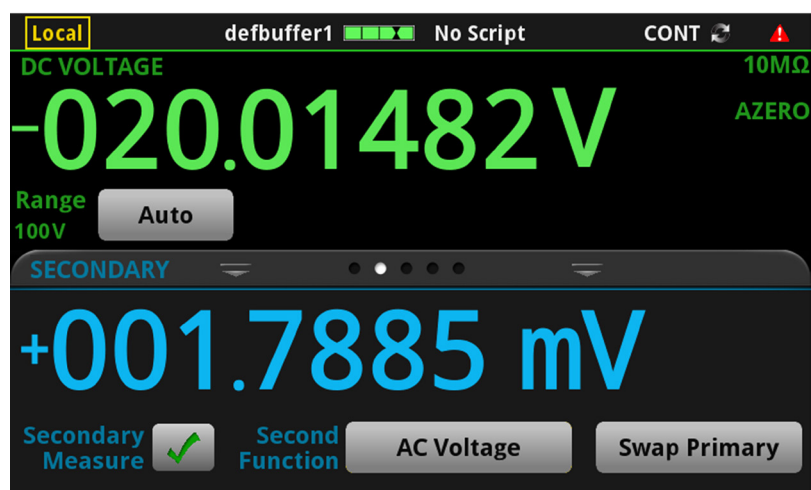 Local defbuffer1 No Script CONT
DC VOLTAGE 10MΩ
-020.01482 V AZERO
Range Auto
100V
SECONDARY
+001.7885 mV
Secondary Measure Second Function AC Voltage Swap Primary